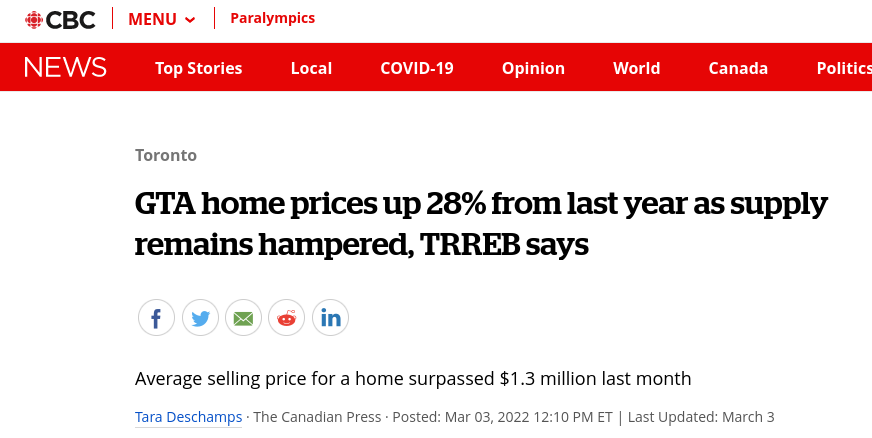 CBC MENU Paralympics
NEWS Top Stories Local COVID-19 Opinion World Canada Politics
Toronto
GTA home prices up 28% from last year as supply
remains hampered, TRREB says
Average selling price for a home surpassed $1.3 million last month
Tara Deschamps · The Canadian Press · Posted: Mar 03, 2022 12:10 PM ET | Last Updated: March 3